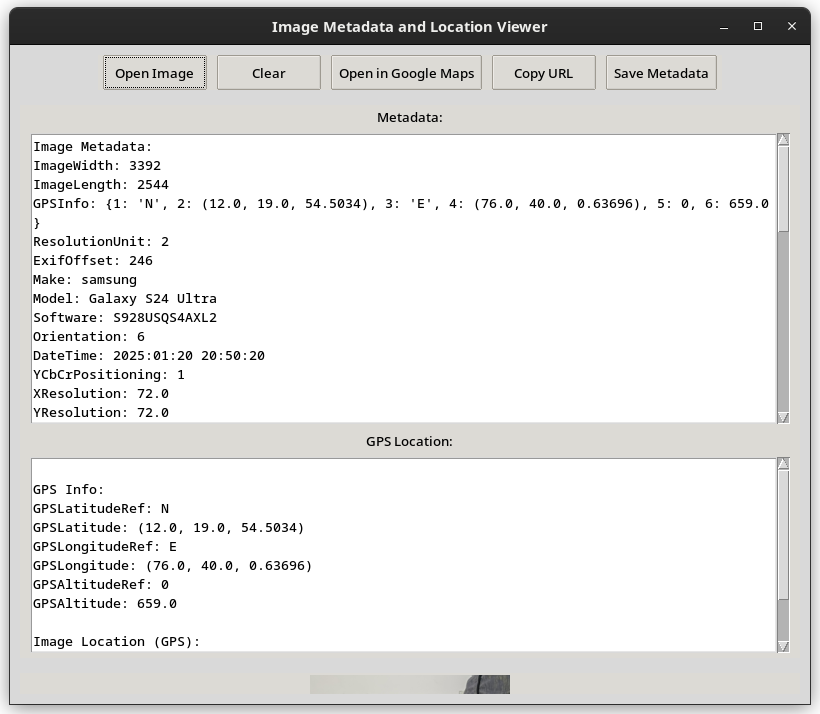 Image Metadata and Location Viewer
Open Image Clear Open in Google Maps Copy URL Save Metadata
Metadata:
Image Metadata:
ImageWidth: 3392
ImageLength: 2544
GPSInfo: {1: 'N', 2: (12.0, 19.0, 54.5034), 3: 'E', 4: (76.0, 40.0, 0.63696), 5: 0, 6: 659.0
}
ResolutionUnit: 2
ExifOffset: 246
Make: samsung
Model: Galaxy S24 Ultra
Software: S928USQS4AXL2
Orientation: 6
DateTime: 2025:01:20 20:50:20
YCbCrPositioning: 1
XResolution: 72.0
YResolution: 72.0
GPS Location:
GPS Info:
GPSLatitudeRef: N
GPSLatitude: (12.0, 19.0, 54.5034)
GPSLongitudeRef: E
GPSLongitude: (76.0, 40.0, 0.63696)
GPSAltitudeRef: 0
GPSAltitude: 659.0
Image Location (GPS):